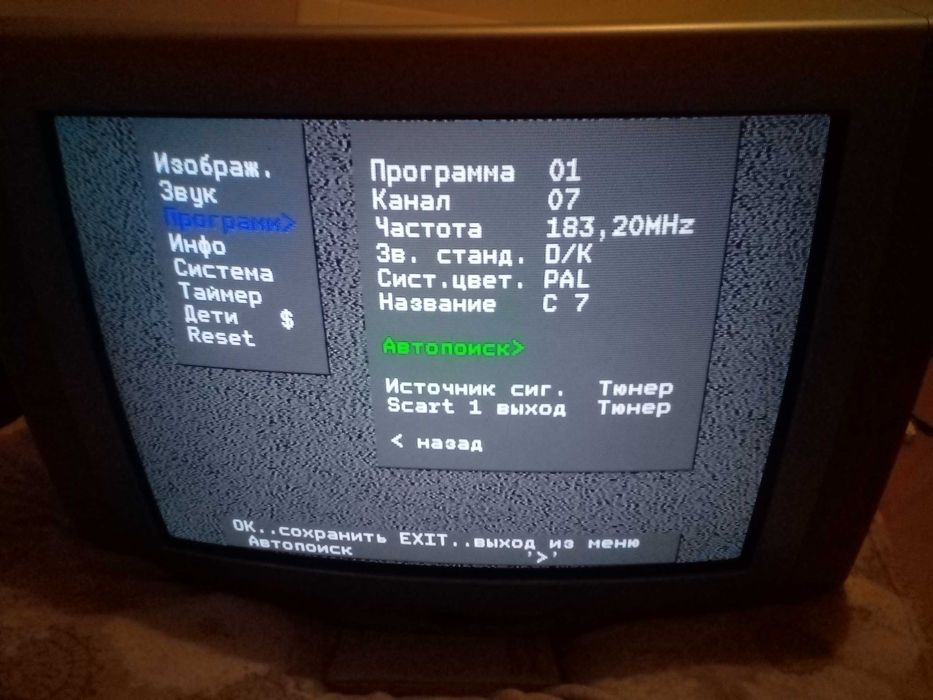 Изображ.
Звук
Программ>
Инфо
Система
Таймер
Дети $
Reset
Программа 01
Канал 07
Частота 183,20MHz
Зв. станд. D/K
Сист.цвет. PAL
Название C 7
Автопоиск>
Источник сиг. Тюнер
Scart 1 выход Тюнер
< назад
OK..сохранить EXIT..выход из меню
Автопоиск '>'